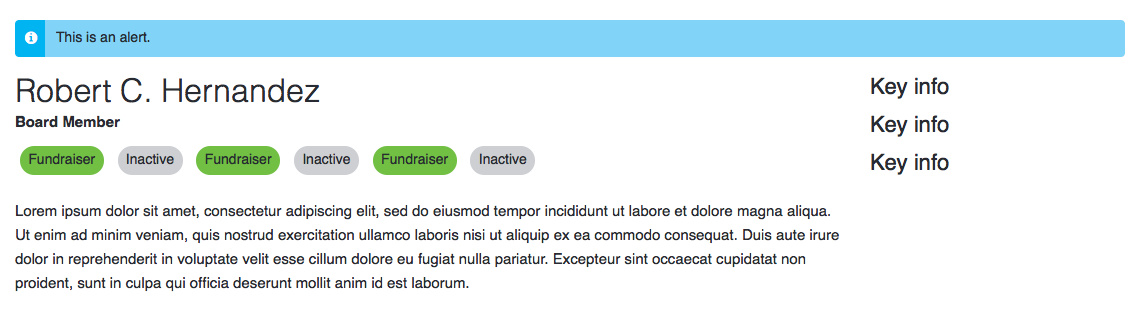 This is an alert.
Robert C. Hernandez
Board Member
Fundraiser Inactive Fundraiser Inactive Fundraiser Inactive
Lorem ipsum dolor sit amet, consectetur adipiscing elit, sed do eiusmod tempor incididunt ut labore et dolore magna aliqua.
Ut enim ad minim veniam, quis nostrud exercitation ullamco laboris nisi ut aliquip ex ea commodo consequat. Duis aute irure
dolor in reprehenderit in voluptate velit esse cillum dolore eu fugiat nulla pariatur. Excepteur sint occaecat cupidatat non
proident, sunt in culpa qui officia deserunt mollit anim id est laborum.
Key info
Key info
Key info